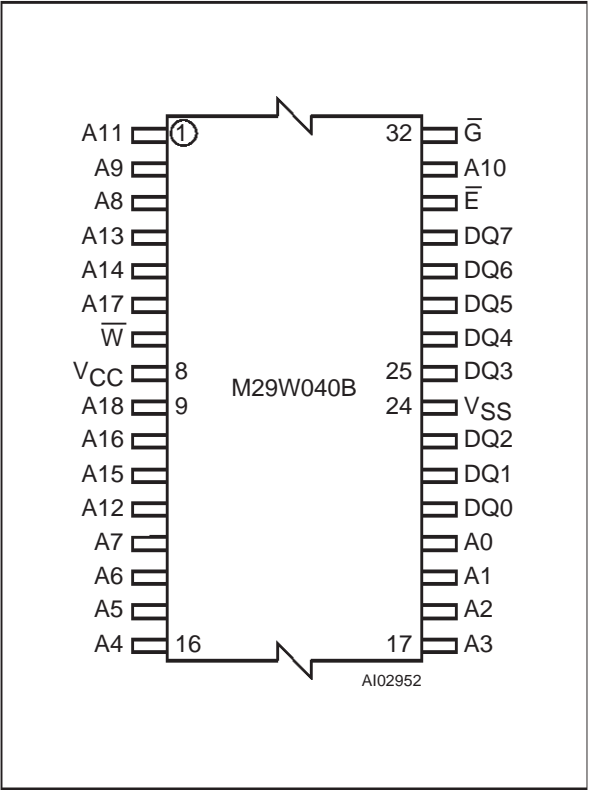 A11 1 32 G̅
A9 A10
A8 E̅
A13 DQ7
A14 DQ6
A17 DQ5
W̅ DQ4
VCC 8 25 DQ3
M29W040B
A18 9 24 VSS
A16 DQ2
A15 DQ1
A12 DQ0
A7 A0
A6 A1
A5 A2
A4 16 17 A3
AI02952